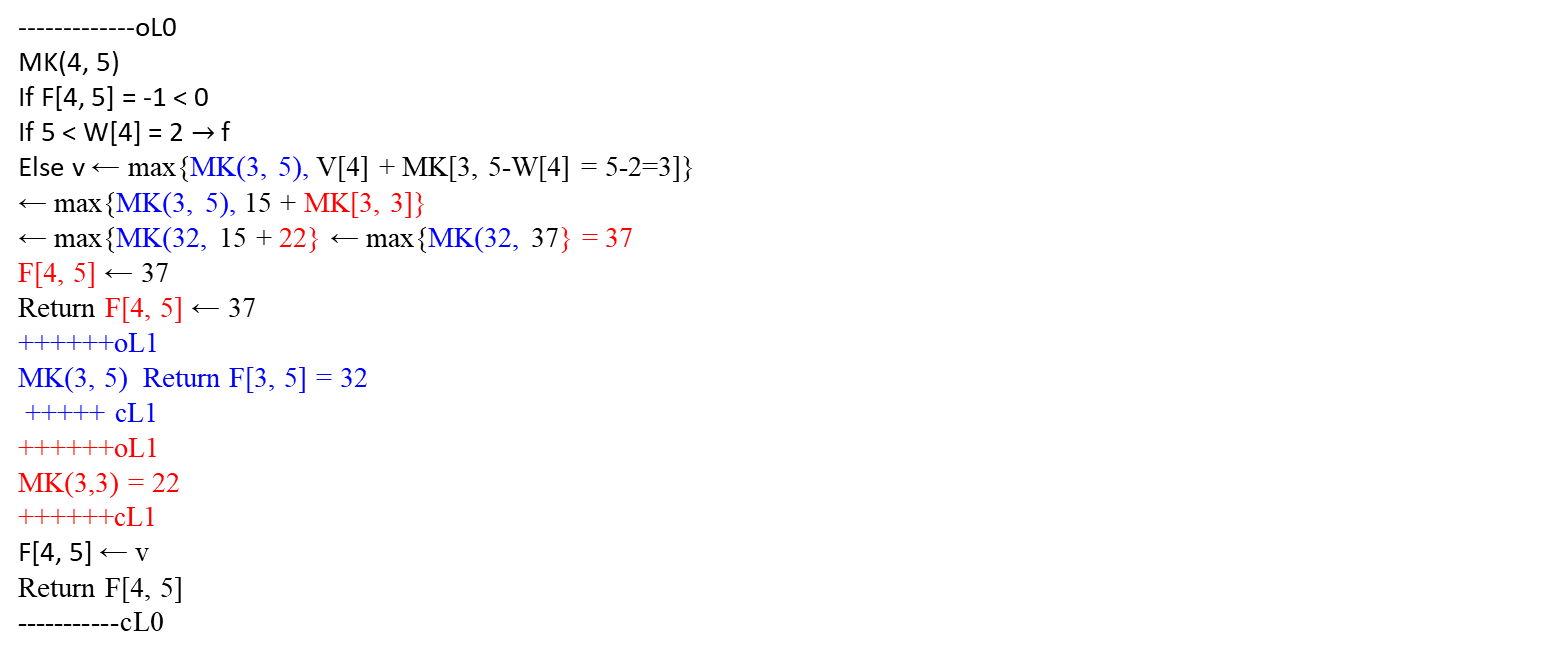 -------------oL0
MK(4, 5)
If F[4, 5] = -1 < 0
If 5 < W[4] = 2 → f
Else v ← max{MK(3, 5), V[4] + MK[3, 5-W[4] = 5-2=3]}
← max{MK(3, 5), 15 + MK[3, 3]}
← max{MK(32, 15 + 22} ← max{MK(32, 37} = 37
F[4, 5] ← 37
Return F[4, 5] ← 37
++++++oL1
MK(3, 5) Return F[3, 5] = 32
+++++ cL1
++++++oL1
MK(3,3) = 22
++++++cL1
F[4, 5] ← v
Return F[4, 5]
-----------cL0